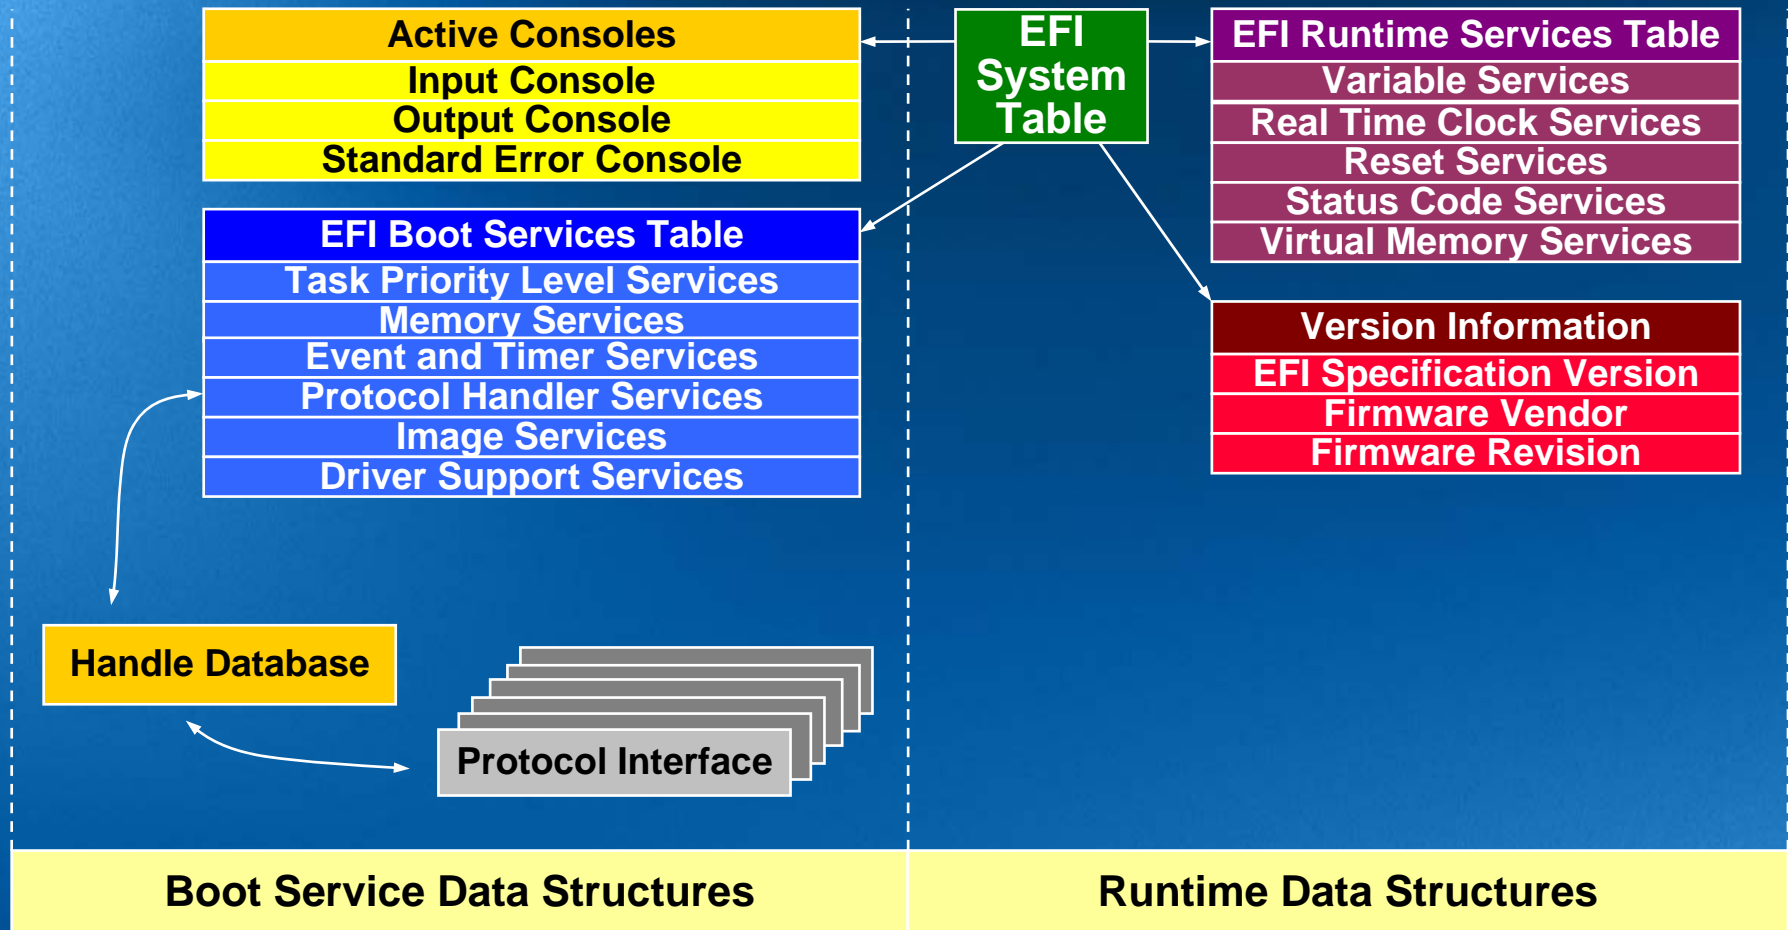 Active Consoles
Input Console
Output Console
Standard Error Console
EFI
System
Table
EFI Runtime Services Table
Variable Services
Real Time Clock Services
Reset Services
Status Code Services
Virtual Memory Services
EFI Boot Services Table
Task Priority Level Services
Memory Services
Event and Timer Services
Protocol Handler Services
Image Services
Driver Support Services
Version Information
EFI Specification Version
Firmware Vendor
Firmware Revision
Handle Database
Protocol Interface
Boot Service Data Structures
Runtime Data Structures